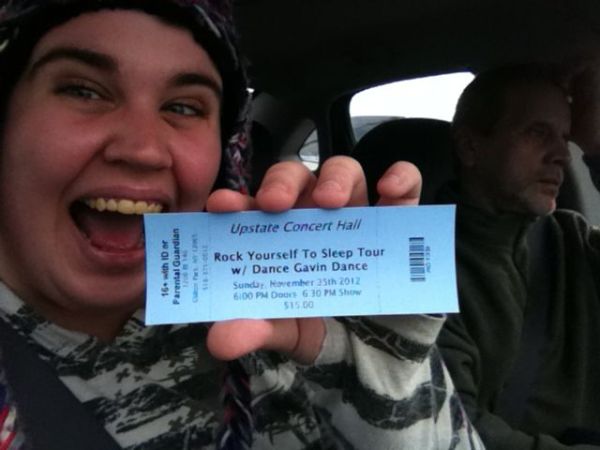 Upstate Concert Hall
Rock Yourself To Sleep Tour
w/ Dance Gavin Dance
Sunday, November 25th 2012
6:00 PM Doors 6:30 PM Show
$15.00
16+ with ID or
Parental Guardian